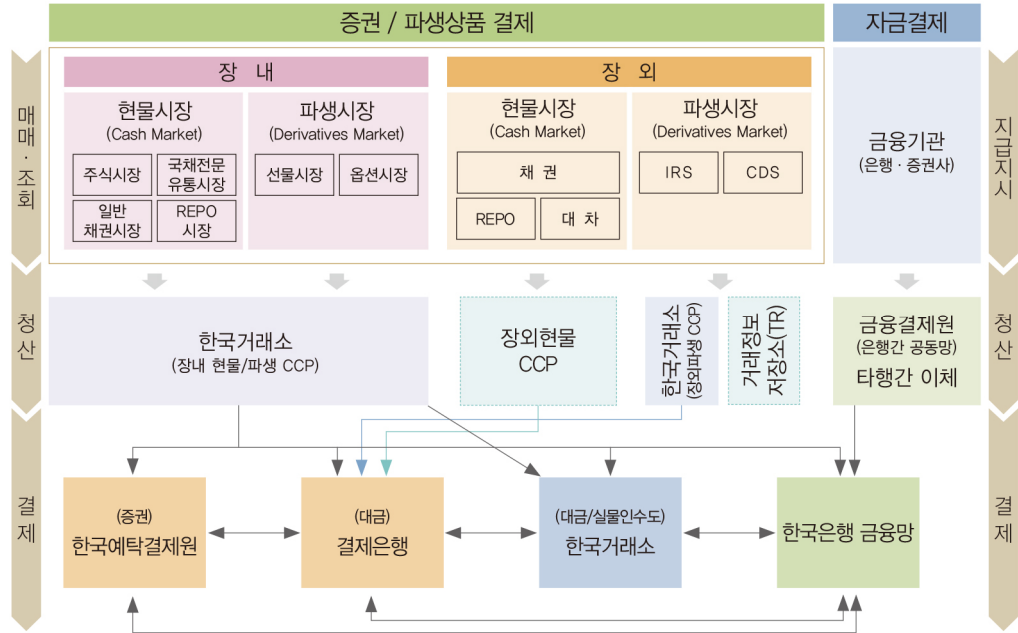 증권 / 파생상품 결제
자금결제
매매·조회
장 내
현물시장
(Cash Market)
주식시장
국채전문
유통시장
일반
채권시장
REPO
시장
파생시장
(Derivatives Market)
선물시장
옵션시장
장 외
현물시장
(Cash Market)
채 권
REPO
대 차
파생시장
(Derivatives Market)
IRS
CDS
금융기관
(은행·증권사)
지급지시
청산
한국거래소
(장내 현물/파생 CCP)
장외현물
CCP
한국거래소
(장외파생 CCP)
거래정보
저장소(TR)
금융결제원
(은행간 공동망)
타행간 이체
청산
결제
(증권)
한국예탁결제원
(대금)
결제은행
(대금/실물인수도)
한국거래소
한국은행 금융망
결제